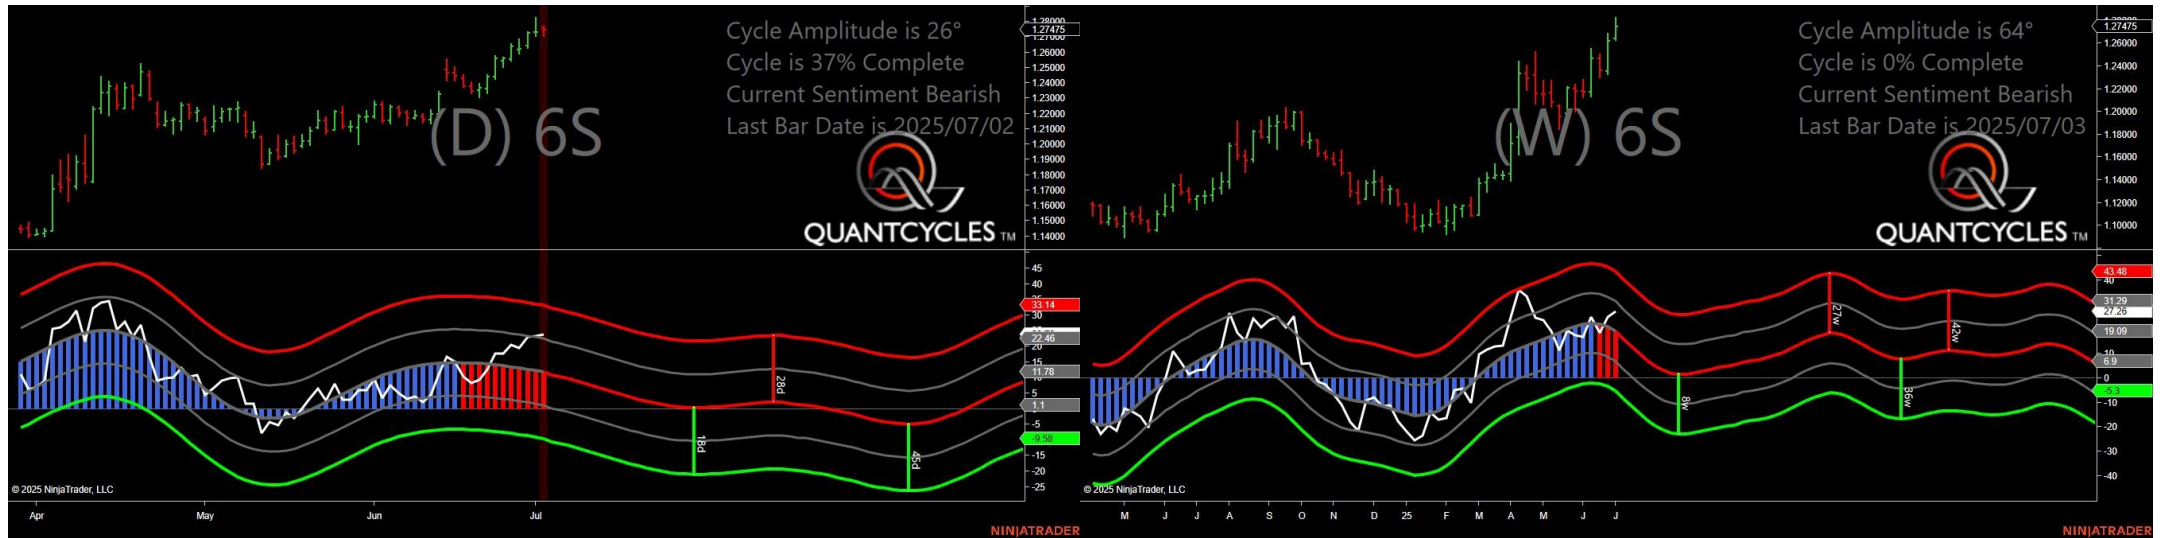 Cycle Amplitude is 26°
Cycle is 37% Complete
Current Sentiment Bearish
Last Bar Date is 2025/07/02
(D) 6S
QUANTCYCLES TM
1.28000
1.27475
1.27000
1.26000
1.25000
1.24000
1.23000
1.22000
1.21000
1.20000
1.19000
1.18000
1.17000
1.16000
1.15000
1.14000
45
40
35
33.14
30
22.46
20
15
11.78
10
5
1.1
-5
-9.58
-15
-20
-25
18d
28d
45d
© 2025 NinjaTrader, LLC
Apr May Jun Jul
NINJATRADER
Cycle Amplitude is 64°
Cycle is 0% Complete
Current Sentiment Bearish
Last Bar Date is 2025/07/03
(W) 6S
QUANTCYCLES TM
1.27475
1.26000
1.24000
1.22000
1.20000
1.18000
1.16000
1.14000
1.12000
1.10000
43.48
40
31.29
27.26
19.09
10
6.9
0
-5.3
-10
-20
-30
-40
8w
27w
36w
42w
© 2025 NinjaTrader, LLC
M J J A S O N D 25 F M A M J J
NINJATRADER